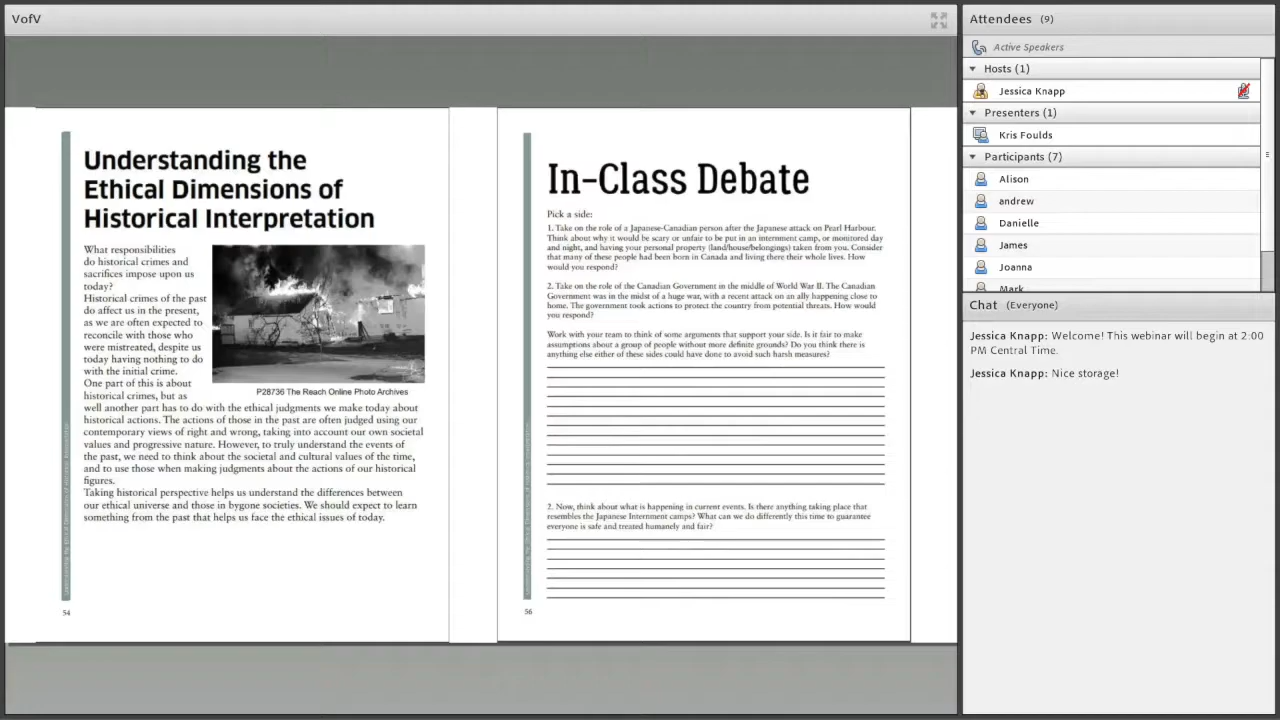 VofV
Understanding the
Ethical Dimensions of
Historical Interpretation
What responsibilities
do historical crimes and
sacrifices impose upon us
today?
Historical crimes of the past
do affect us in the present,
as we are often expected to
reconcile with those who
were mistreated, despite us
today having nothing to do
with the initial crime.
One part of this is about
historical crimes, but as
well another part has to do with the ethical judgments we make today about
historical actions. The actions of those in the past are often judged using our
contemporary views of right and wrong, taking into account our own societal
values and progressive nature. However, to truly understand the events of
the past, we need to think about the societal and cultural values of the time,
and to use those when making judgments about the actions of our historical
figures.
Taking historical perspective helps us understand the differences between
our ethical universe and those in bygone societies. We should expect to learn
something from the past that helps us face the ethical issues of today.
P28736 The Reach Online Photo Archives
54
In-Class Debate
Pick a side:
1. Take on the role of a Japanese-Canadian person after the Japanese attack on Pearl Harbour.
Think about why it would be scary or unfair to be put in an internment camp, or monitored day
and night, and having your personal property (land/house/belongings) taken from you. Consider
that many of these people had been born in Canada and living there their whole lives. How
would you respond?
2. Take on the role of the Canadian Government in the middle of World War II. The Canadian
Government was in the midst of a huge war, with a recent attack on an ally happening close to
home. The government took actions to protect the country from potential threats. How would
you respond?
Work with your team to think of some arguments that support your side. Is it fair to make
assumptions about a group of people without more definite grounds? Do you think there is
anything else either of these sides could have done to avoid such harsh measures?
2. Now, think about what is happening in current events. Is there anything taking place that
resembles the Japanese Internment camps? What can we do differently this time to guarantee
everyone is safe and treated humanely and fair?
56
Attendees (9)
Active Speakers
Hosts (1)
Jessica Knapp
Presenters (1)
Kris Foulds
Participants (7)
Alison
andrew
Danielle
James
Joanna
Mark
Chat (Everyone)
Jessica Knapp: Welcome! This webinar will begin at 2:00
PM Central Time.
Jessica Knapp: Nice storage!